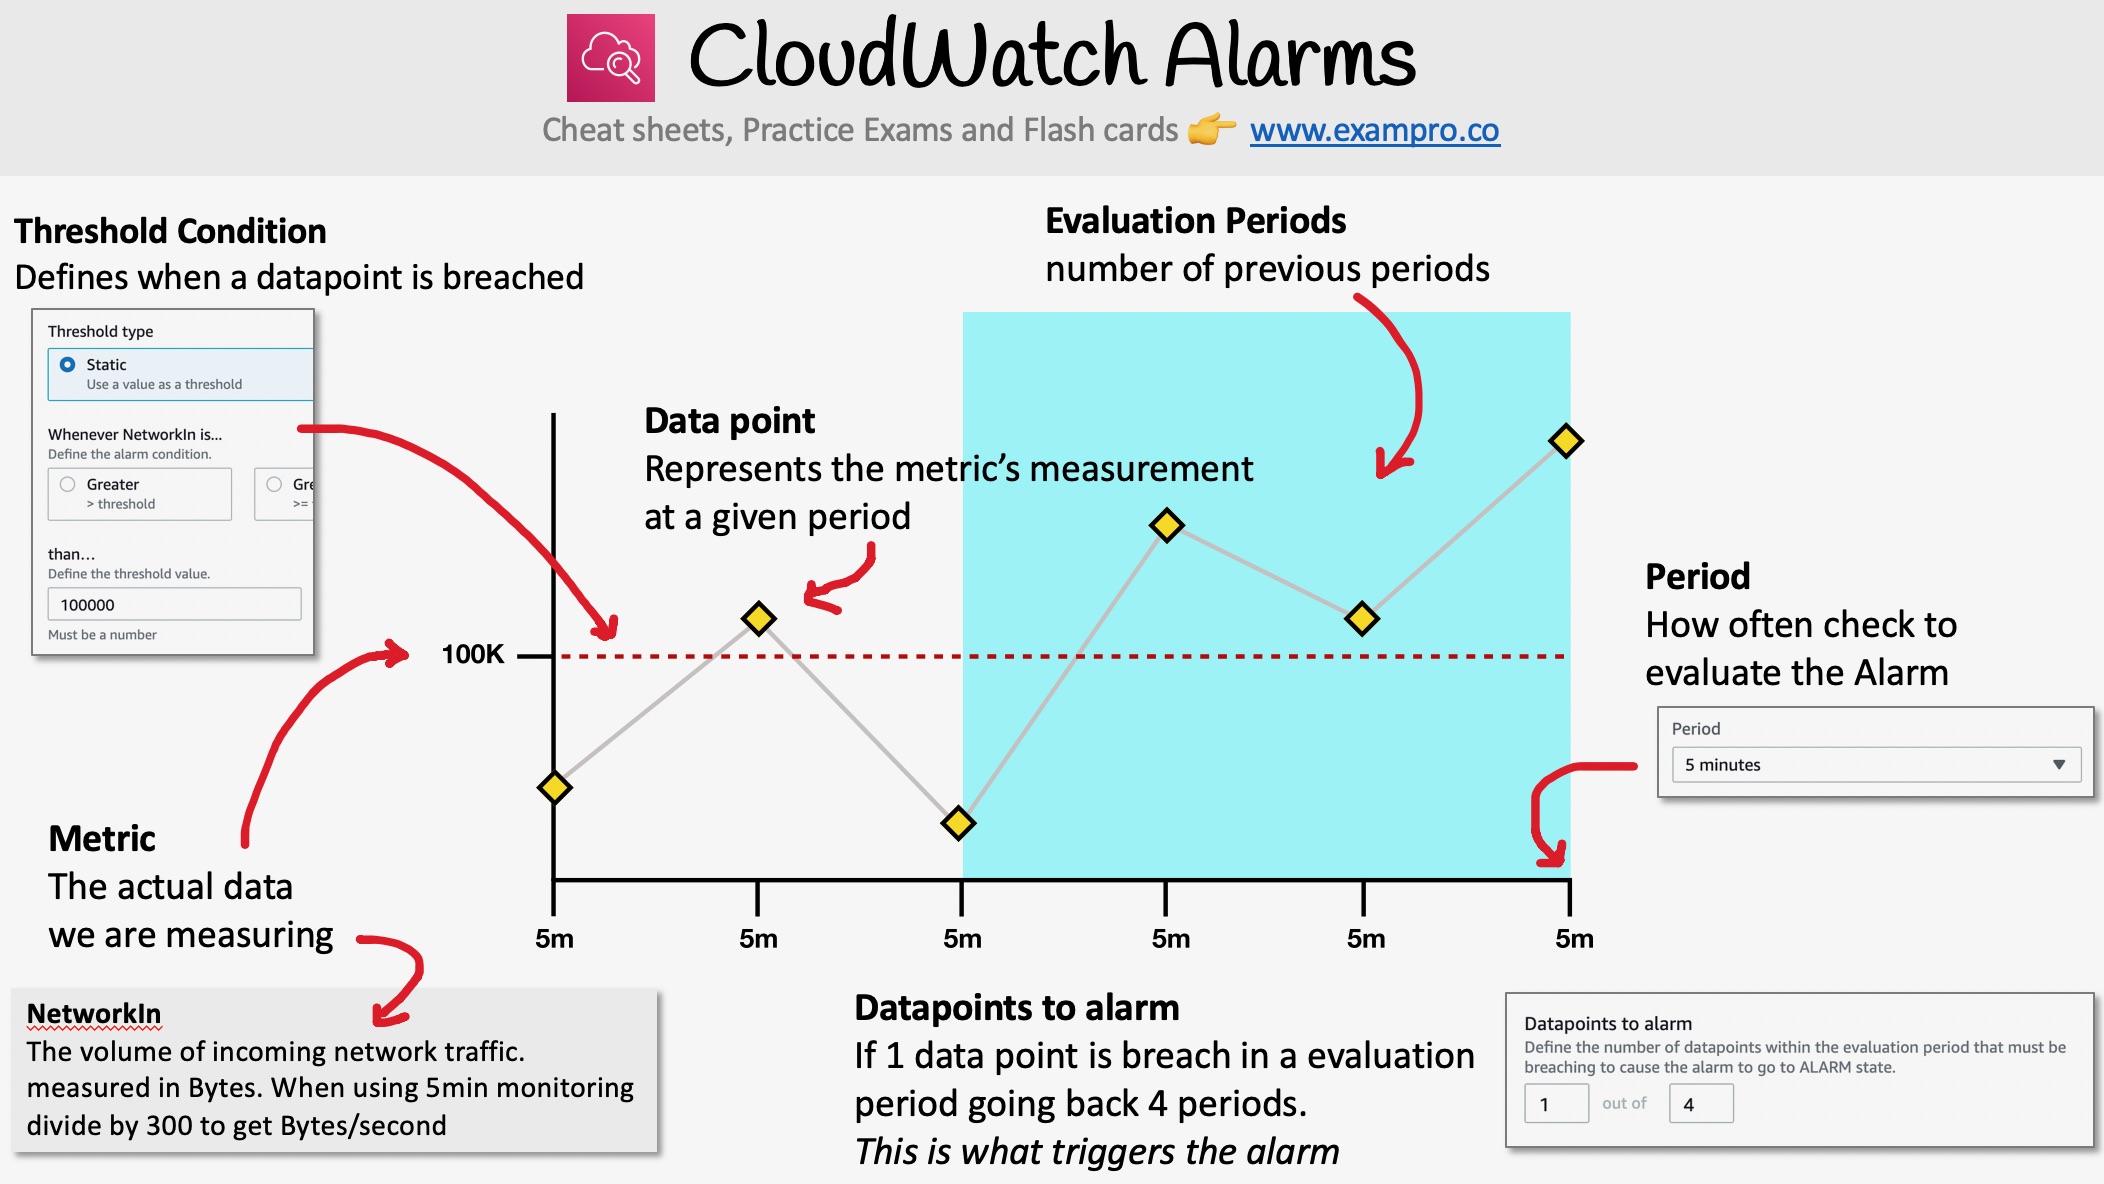 CloudWatch Alarms
Cheat sheets, Practice Exams and Flash cards 👉 www.exampro.co
Threshold Condition
Defines when a datapoint is breached
Threshold type
Static
Use a value as a threshold
Whenever NetworkIn is...
Define the alarm condition.
Greater
> threshold
Gre
>=
than...
Define the threshold value.
100000
Must be a number
Evaluation Periods
number of previous periods
Data point
Represents the metric's measurement
at a given period
100K
Period
How often check to
evaluate the Alarm
Period
5 minutes
Metric
The actual data
we are measuring
5m 5m 5m 5m 5m 5m
NetworkIn
The volume of incoming network traffic.
measured in Bytes. When using 5min monitoring
divide by 300 to get Bytes/second
Datapoints to alarm
If 1 data point is breach in a evaluation
period going back 4 periods.
This is what triggers the alarm
Datapoints to alarm
Define the number of datapoints within the evaluation period that must be
breaching to cause the alarm to go to ALARM state.
1 out of 4